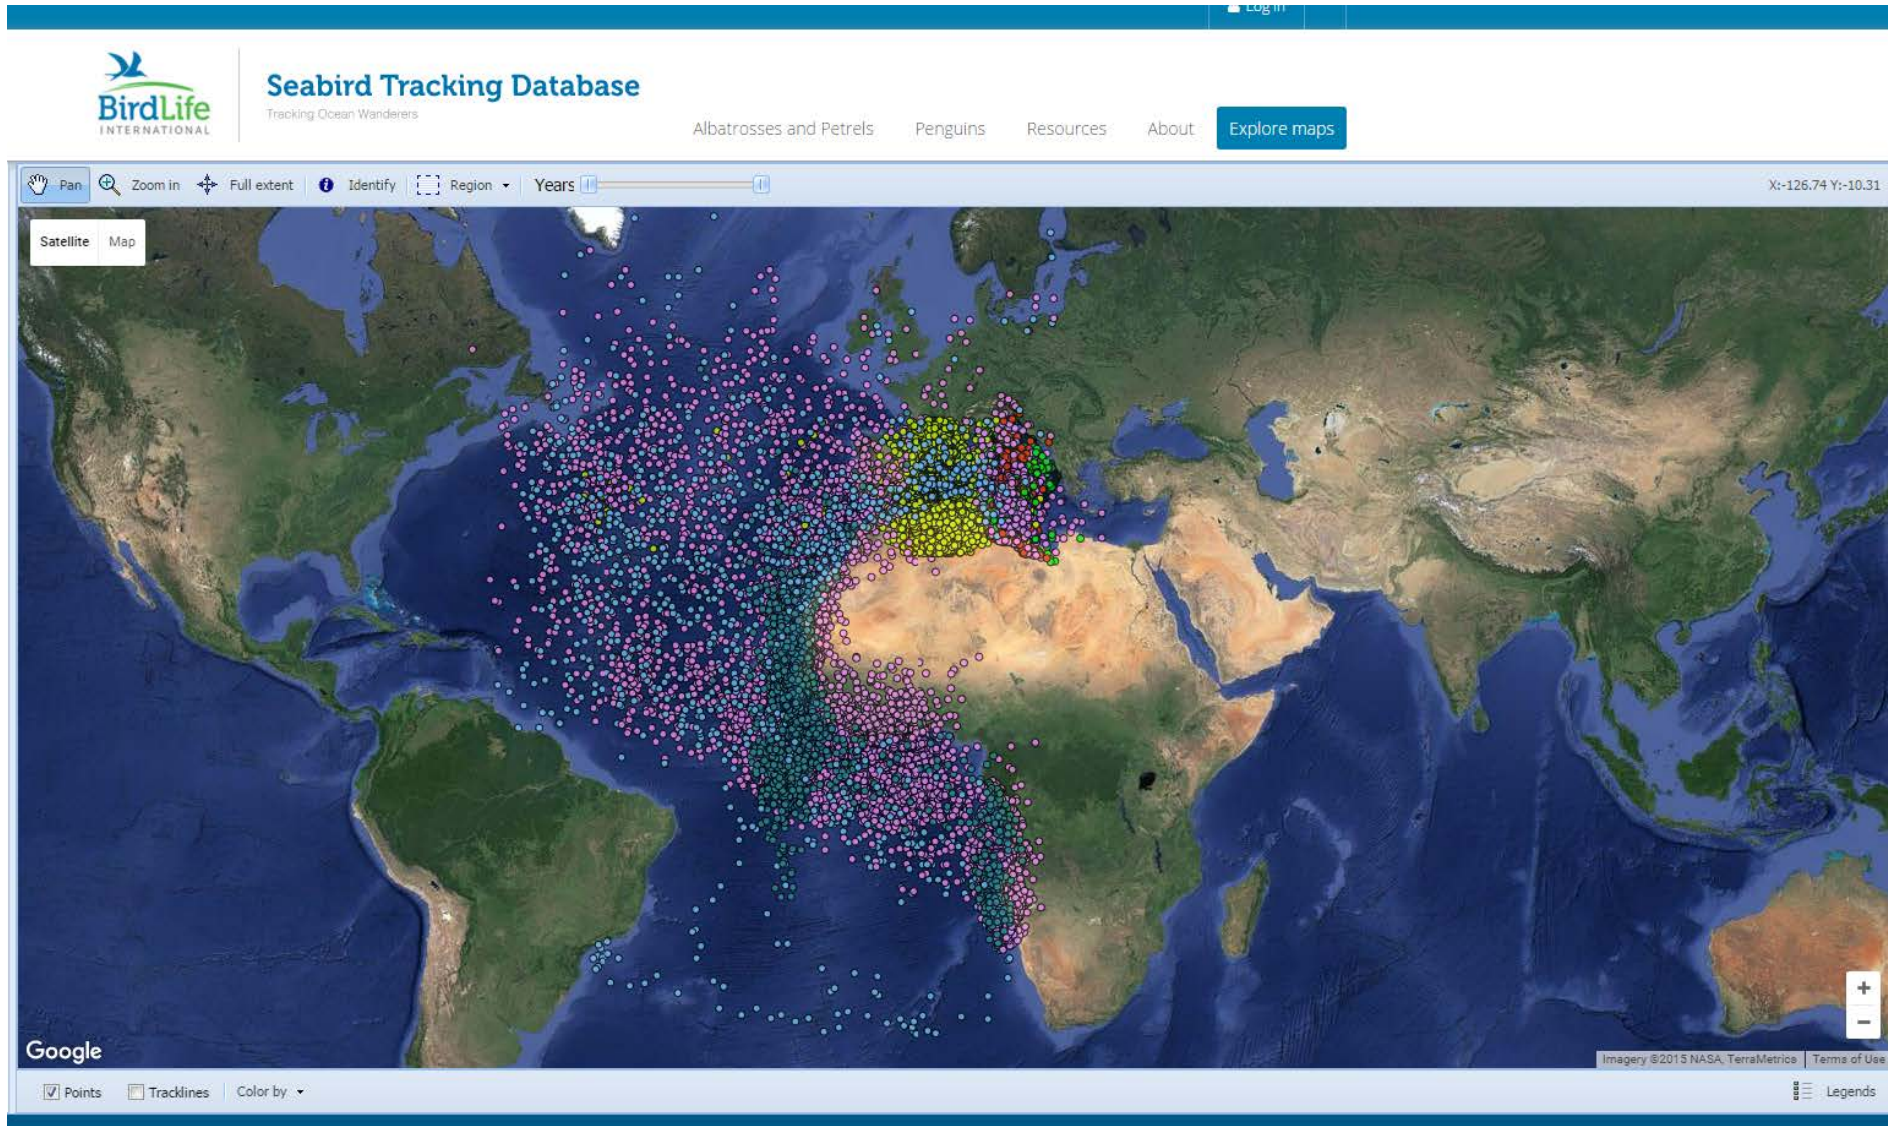 Log in
BirdLife
INTERNATIONAL
Seabird Tracking Database
Tracking Ocean Wanderers
Albatrosses and Petrels
Penguins
Resources
About
Explore maps
Pan
Zoom in
Full extent
Identify
Region
Years
X:-126.74 Y:-10.31
Satellite
Map
Google
Imagery ©2015 NASA, TerraMetrics
Terms of Use
Points
Tracklines
Color by
Legends